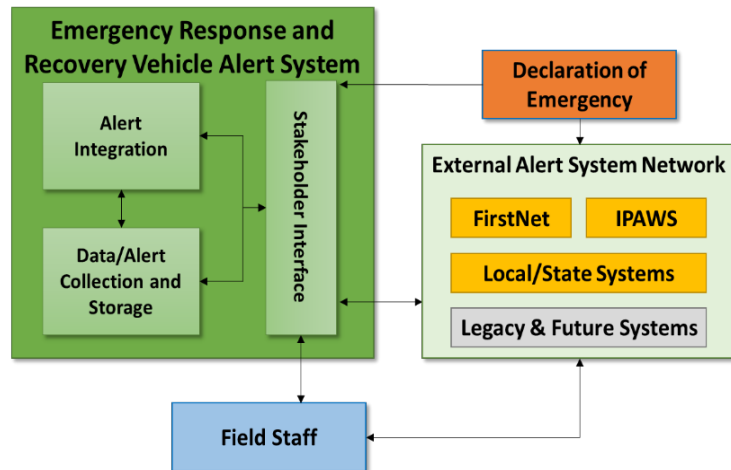 Emergency Response and
Recovery Vehicle Alert System
Alert
Integration
Data/Alert
Collection and
Storage
Stakeholder Interface
Declaration of
Emergency
External Alert System Network
FirstNet
IPAWS
Local/State Systems
Legacy & Future Systems
Field Staff